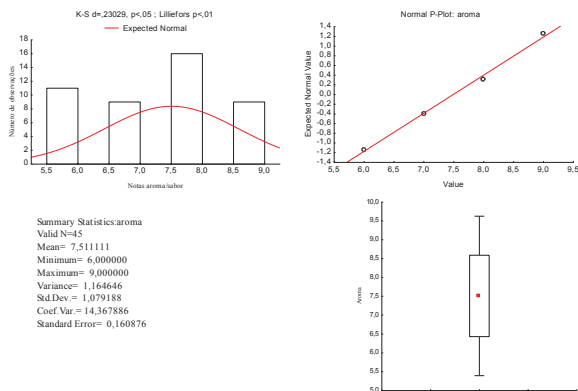 K-S d=,23029, p<,05 ; Lilliefors p<,01
Expected Normal
Número de observações
18
16
14
12
10
8
6
4
2
0
5,5 6,0 6,5 7,0 7,5 8,0 8,5 9,0
Notas aroma/sabor
Normal P-Plot: aroma
Expected Normal Value
1,4
1,2
1,0
0,8
0,6
0,4
0,2
0,0
-0,2
-0,4
-0,6
-0,8
-1,0
-1,2
-1,4
5,5 6,0 6,5 7,0 7,5 8,0 8,5 9,0 9,5
Value
Summary Statistics:aroma
Valid N=45
Mean= 7,511111
Minimum= 6,000000
Maximum= 9,000000
Variance= 1,164646
Std.Dev.= 1,079188
Coef.Var.= 14,367886
Standard Error= 0,160876
Aroma
10,0
9,5
9,0
8,5
8,0
7,5
7,0
6,5
6,0
5,5
5,0